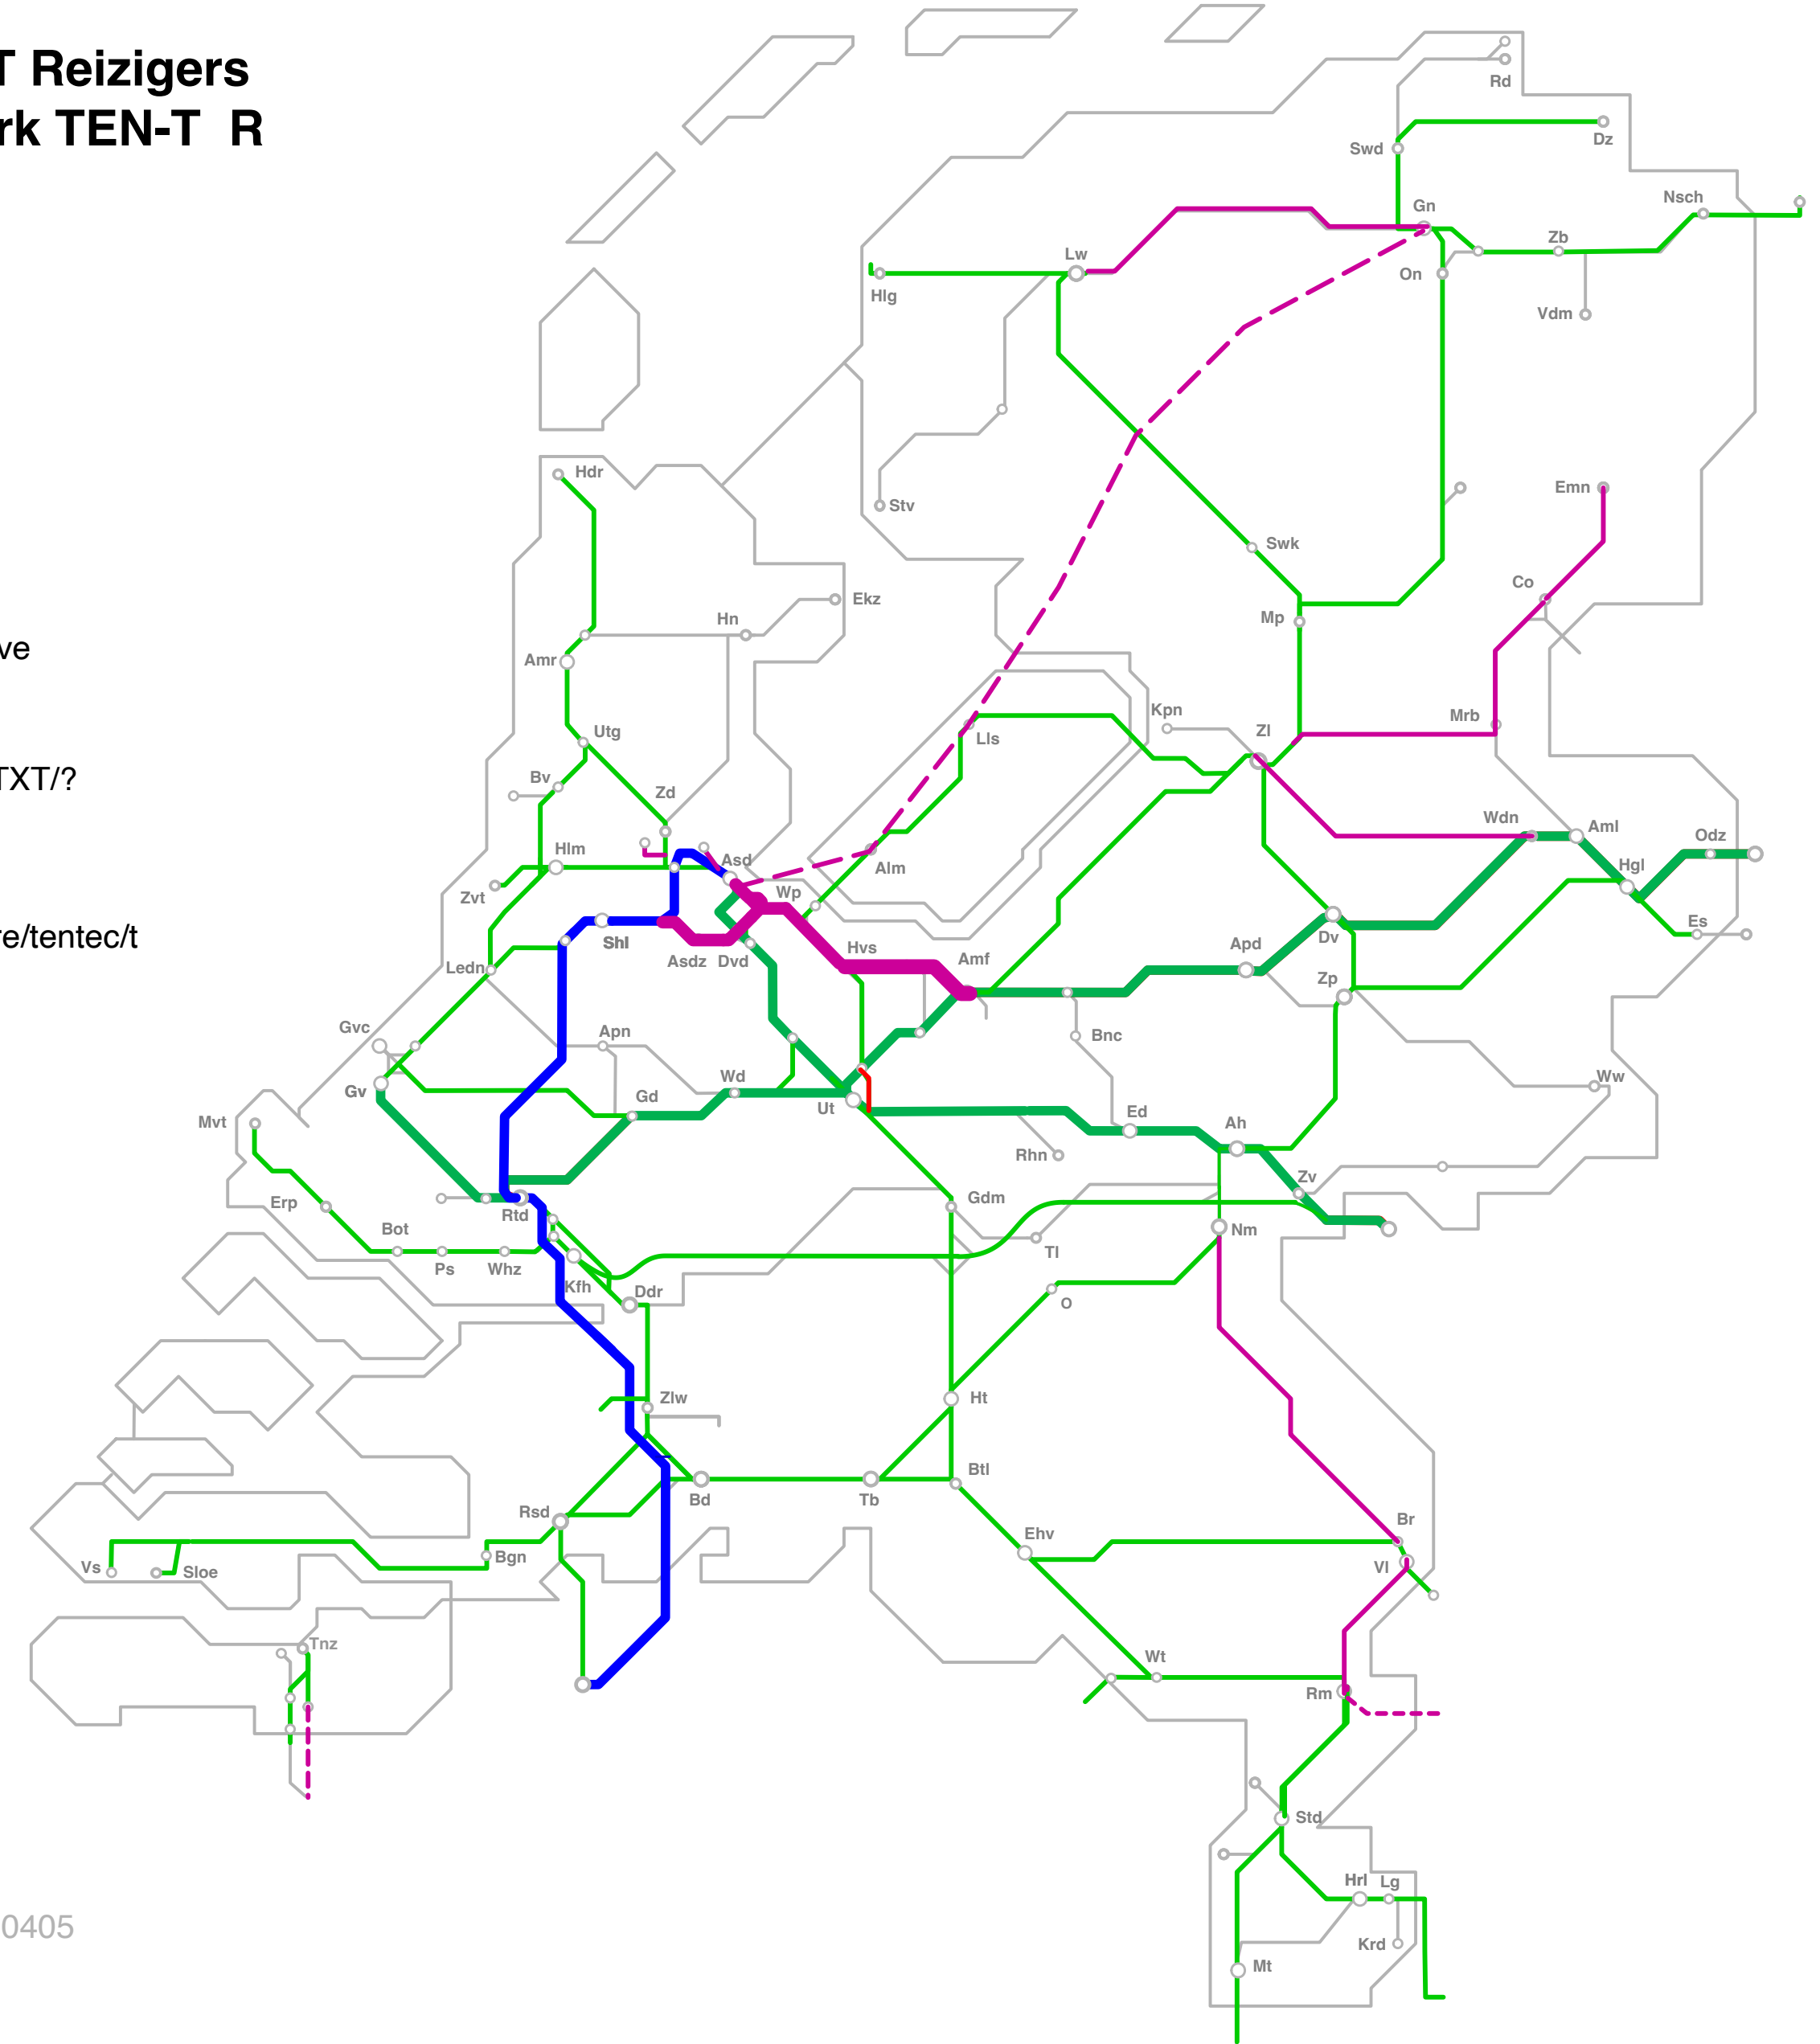 T Reizigers
rk TEN-T R
Rd
Dz
Swd
Nsch
Gn
Zb
Lw
On
Hlg
Vdm
Hdr
Emn
Stv
Swk
Co
Ekz
Hn
Mp
ve
Amr
Kpn
Mrb
Utg
Zl
Lls
Bv
TXT/?
Zd
Wdn
Aml
Odz
Hlm
Asd
Alm
Hgl
Zvt
Wp
Es
re/tentec/t
Shl
Hvs
Dv
Asdz
Dvd
Amf
Apd
Ledn
Zp
Gvc
Apn
Bnc
Wd
Ww
Gv
Gd
Ut
Ed
Ah
Mvt
Rhn
Zv
Erp
Rtd
Gdm
Bot
Nm
Tl
Ps
Whz
Kfh
Ddr
O
Zlw
Ht
Btl
Bd
Tb
Rsd
Ehv
Br
Bgn
Vl
Vs
Sloe
Tnz
Wt
Rm
Std
Hrl
Lg
0405
Krd
Mt